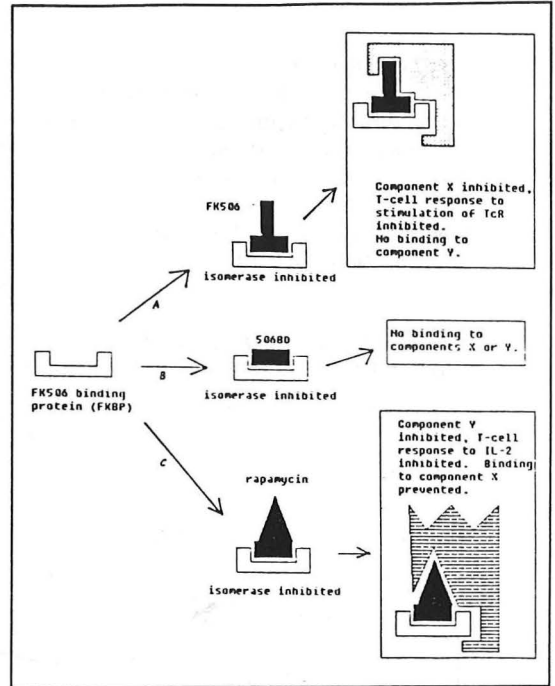 FK506
isomerase inhibited
Component X inhibited,
T-cell response to
stimulation of TcR
inhibited.
No binding to
component Y.
A
FK506 binding
protein (FKBP)
B
506BD
isomerase inhibited
No binding to
components X or Y.
C
rapamycin
isomerase inhibited
Component Y
inhibited, T-cell
response to IL-2
inhibited. Binding
to component X
prevented.